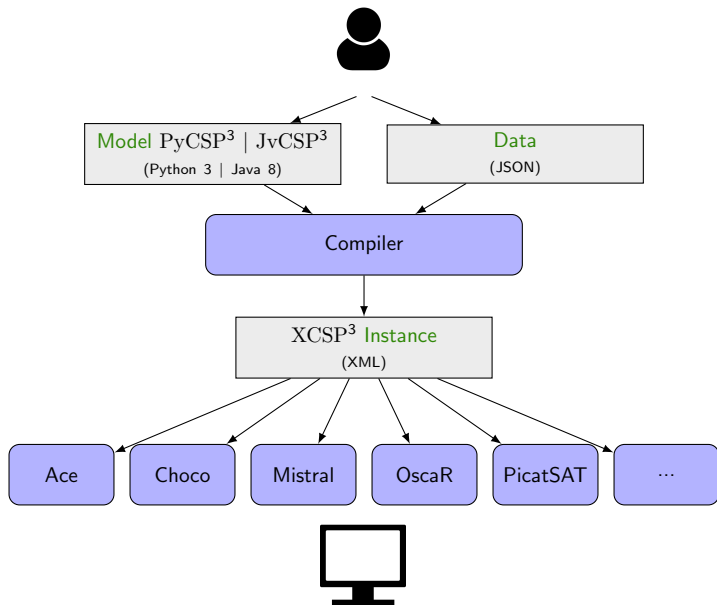 Model PyCSP³ | JvCSP³
(Python 3 | Java 8)
Data
(JSON)
Compiler
XCSP³ Instance
(XML)
Ace
Choco
Mistral
OscaR
PicatSAT
...